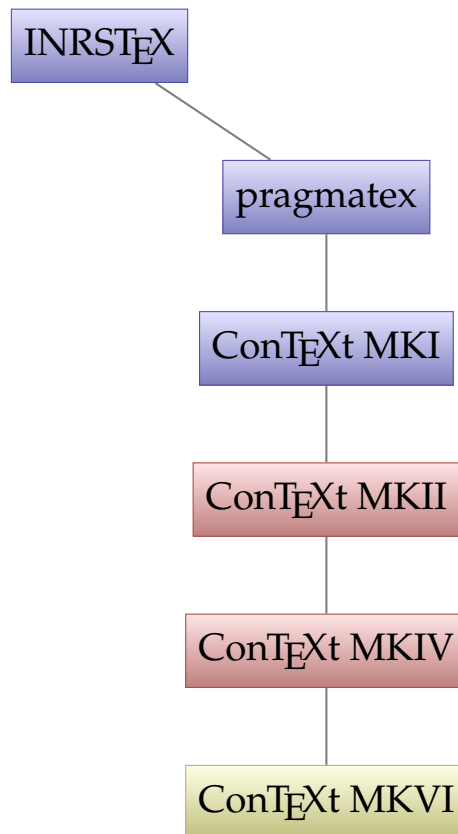 INRSTEX
pragmatex
ConTEXt MKI
ConTEXt MKII
ConTEXt MKIV
ConTEXt MKVI